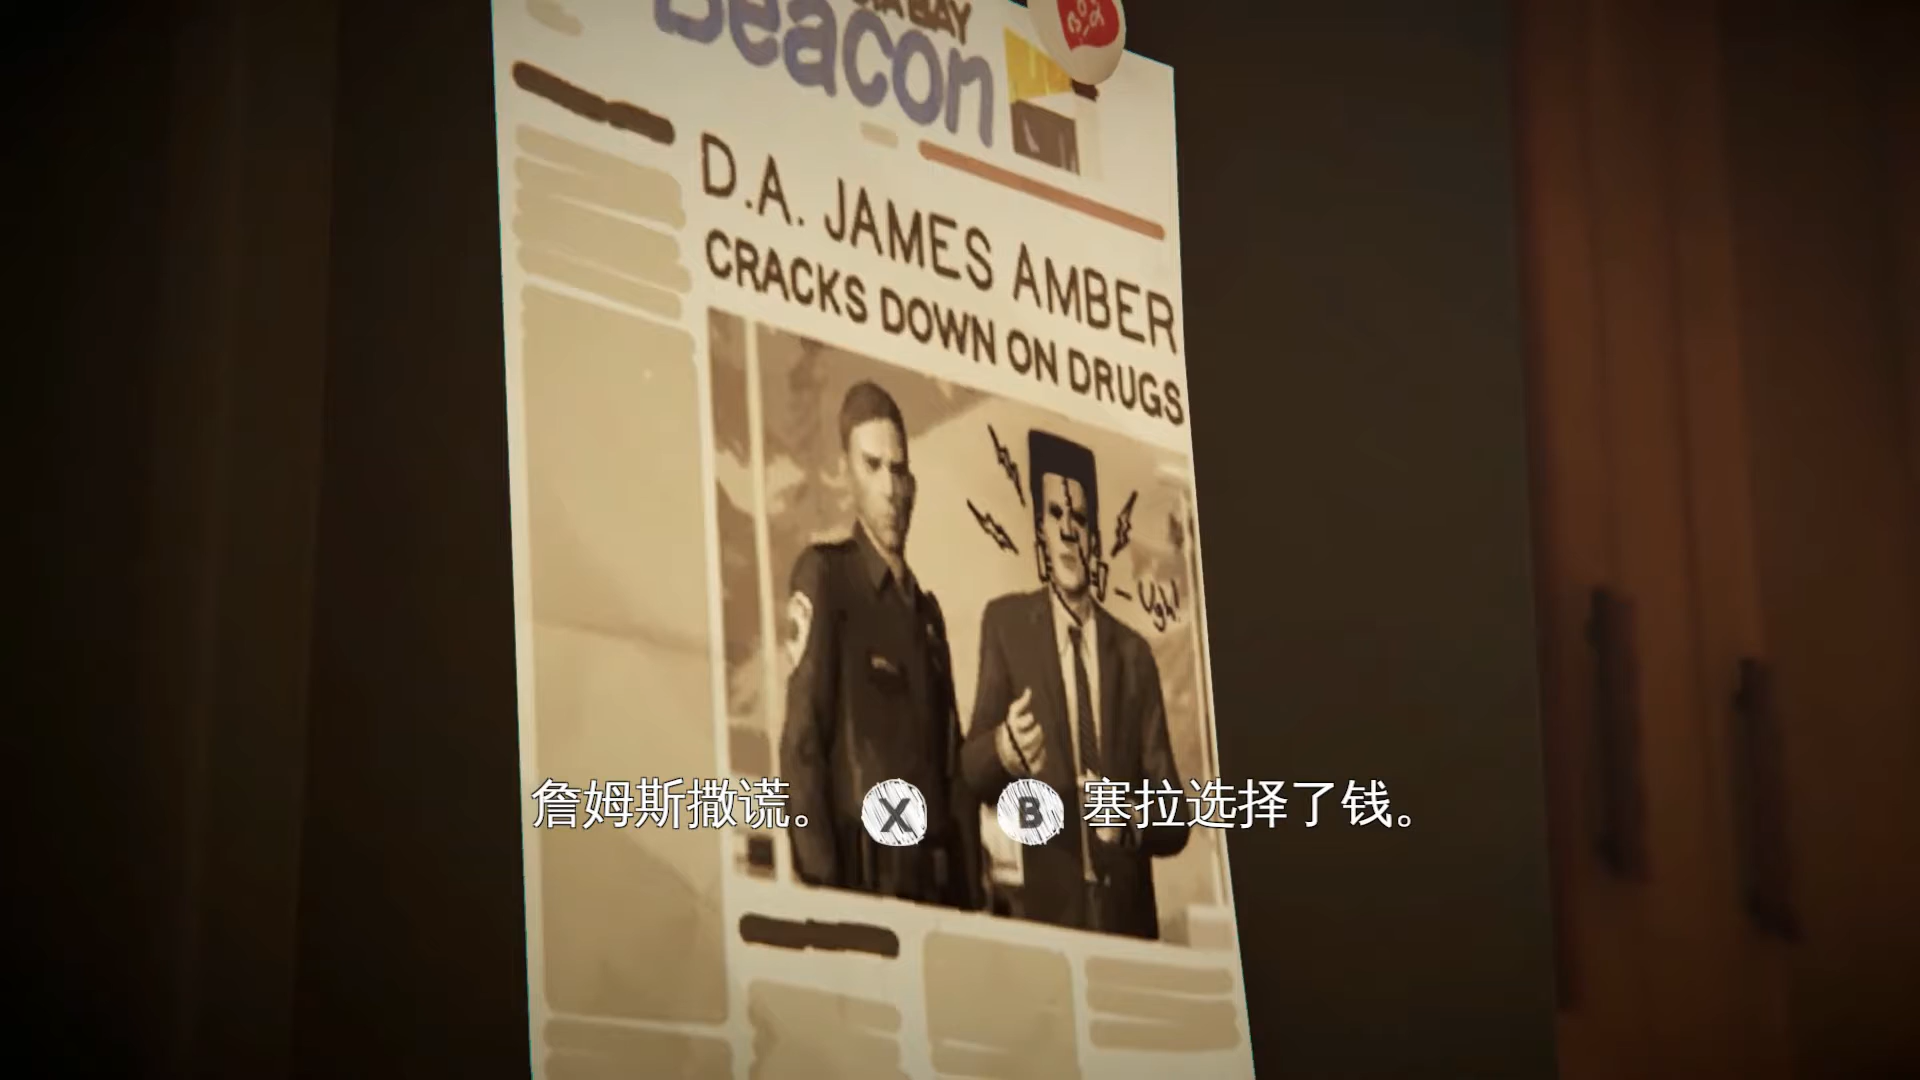 BAY
Beacon
D.A. JAMES AMBER
CRACKS DOWN ON DRUGS
- Ugh!
詹姆斯撒谎。 X B 塞拉选择了钱。